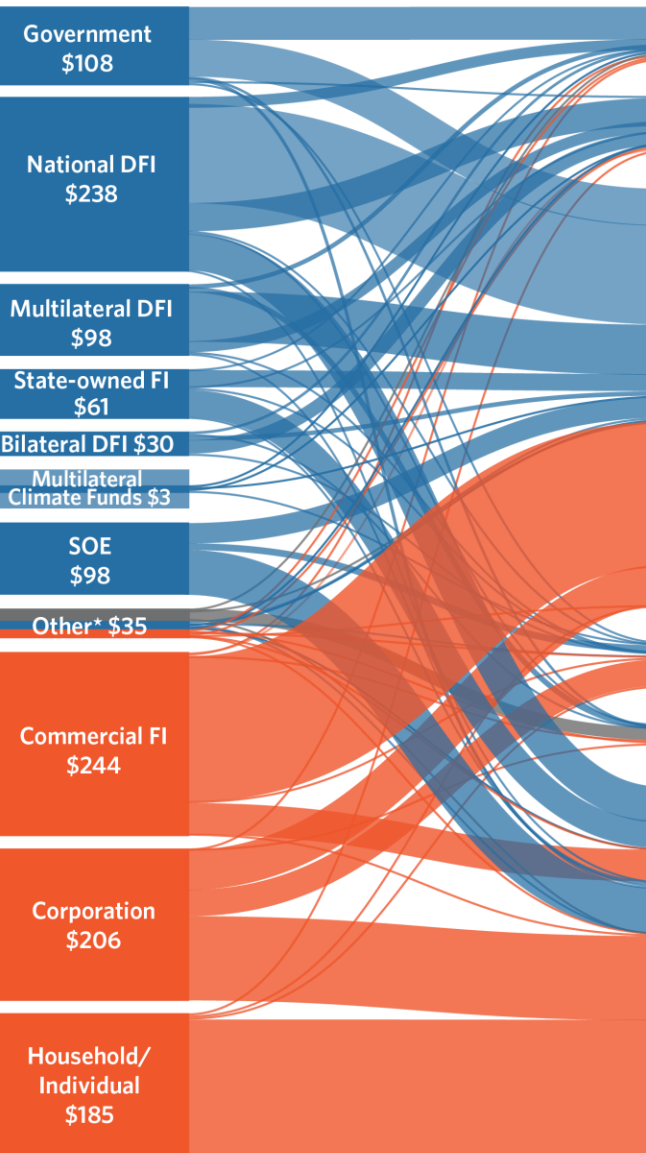 Government
$108
National DFI
$238
Multilateral DFI
$98
State-owned FI
$61
Bilateral DFI $30
Multilateral
Climate Funds $3
SOE
$98
Other* $35
Commercial FI
$244
Corporation
$206
Household/
Individual
$185